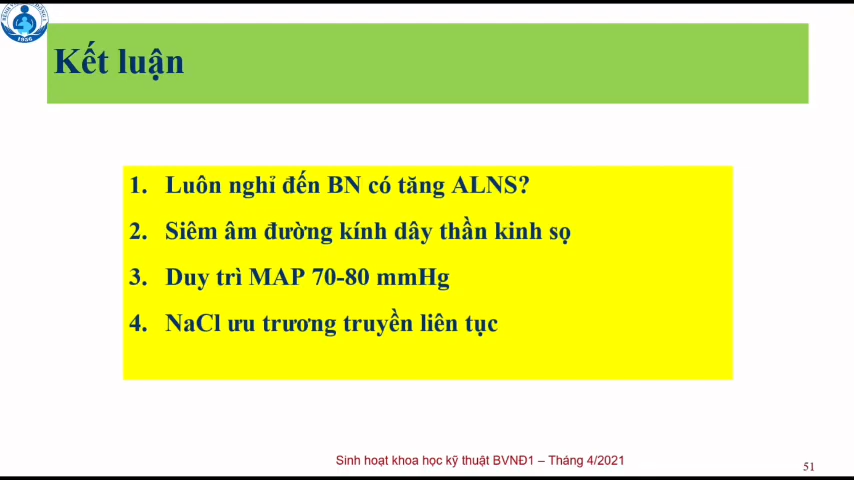 1956
Kết luận
1. Luôn nghỉ đến BN có tăng ALNS?
2. Siêm âm đường kính dây thần kinh sọ
3. Duy trì MAP 70-80 mmHg
4. NaCl ưu trương truyền liên tục
Sinh hoạt khoa học kỹ thuật BVNĐ1 – Tháng 4/2021
51